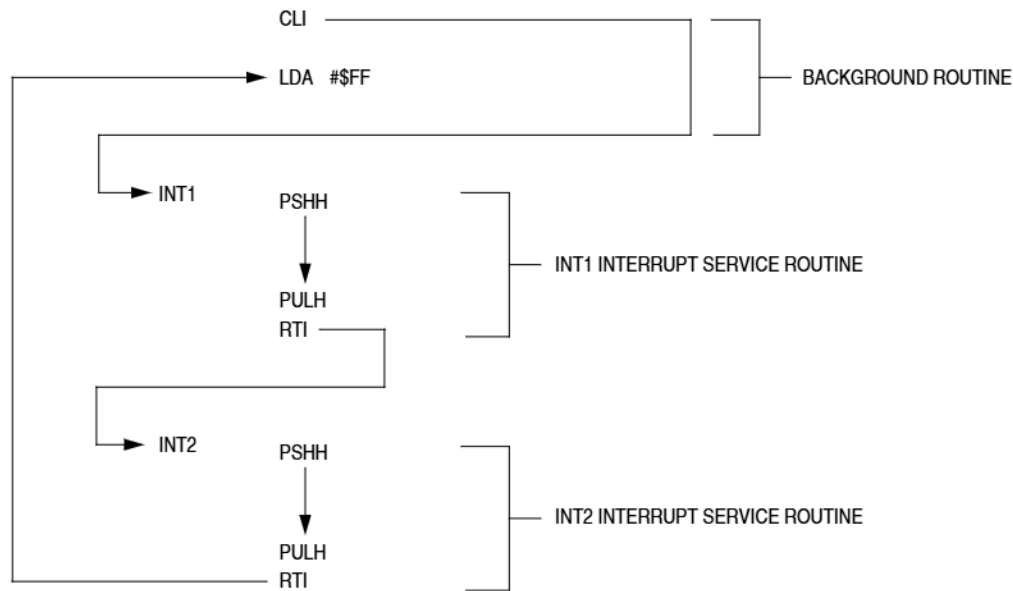 CLI
LDA #$FF
BACKGROUND ROUTINE
INT1
PSHH
INT1 INTERRUPT SERVICE ROUTINE
PULH
RTI
INT2
PSHH
INT2 INTERRUPT SERVICE ROUTINE
PULH
RTI